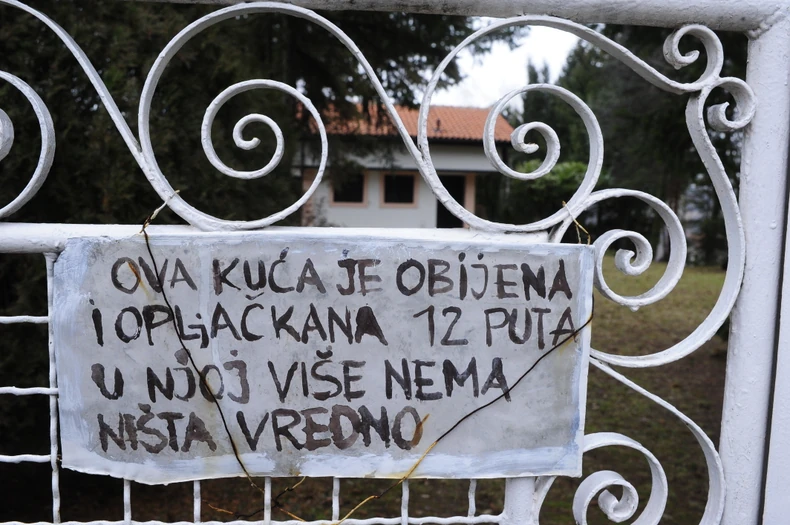 OVA KUĆA JE OBIJENA
I OPLJAČKANA 12 PUTA
U NJOJ VIŠE NEMA
NIŠTA VREDNO